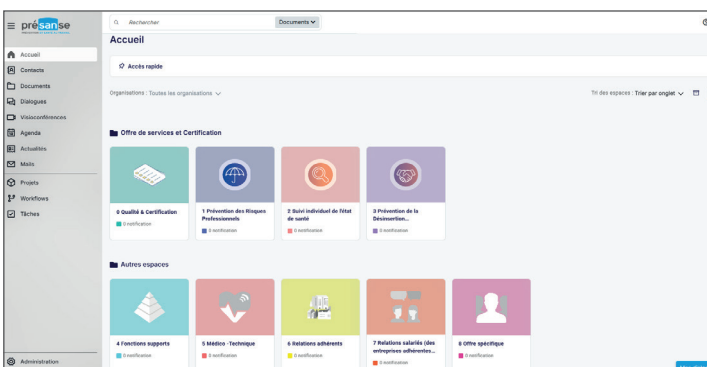 présanse
Rechercher
Documents
Accueil
Accueil
Contacts
Documents
Dialogues
Visioconférences
Agenda
Actualités
Mails
Projets
Workflows
Tâches
Administration
Accès rapide
Organisations : Toutes les organisations
Tri des espaces : Trier par onglet
Offre de services et Certification
0 Qualité & Certification
0 notification
1 Prévention des Risques
Professionnels
0 notification
2 Suivi individuel de l'état
de santé
0 notification
3 Prévention de la
Désinsertion...
0 notification
Autres espaces
4 Fonctions supports
0 notification
5 Médico - Technique
0 notification
6 Relations adhérents
0 notification
7 Relations salariés (des
entreprises adhérentes...
0 notification
8 Offre spécifique
0 notification